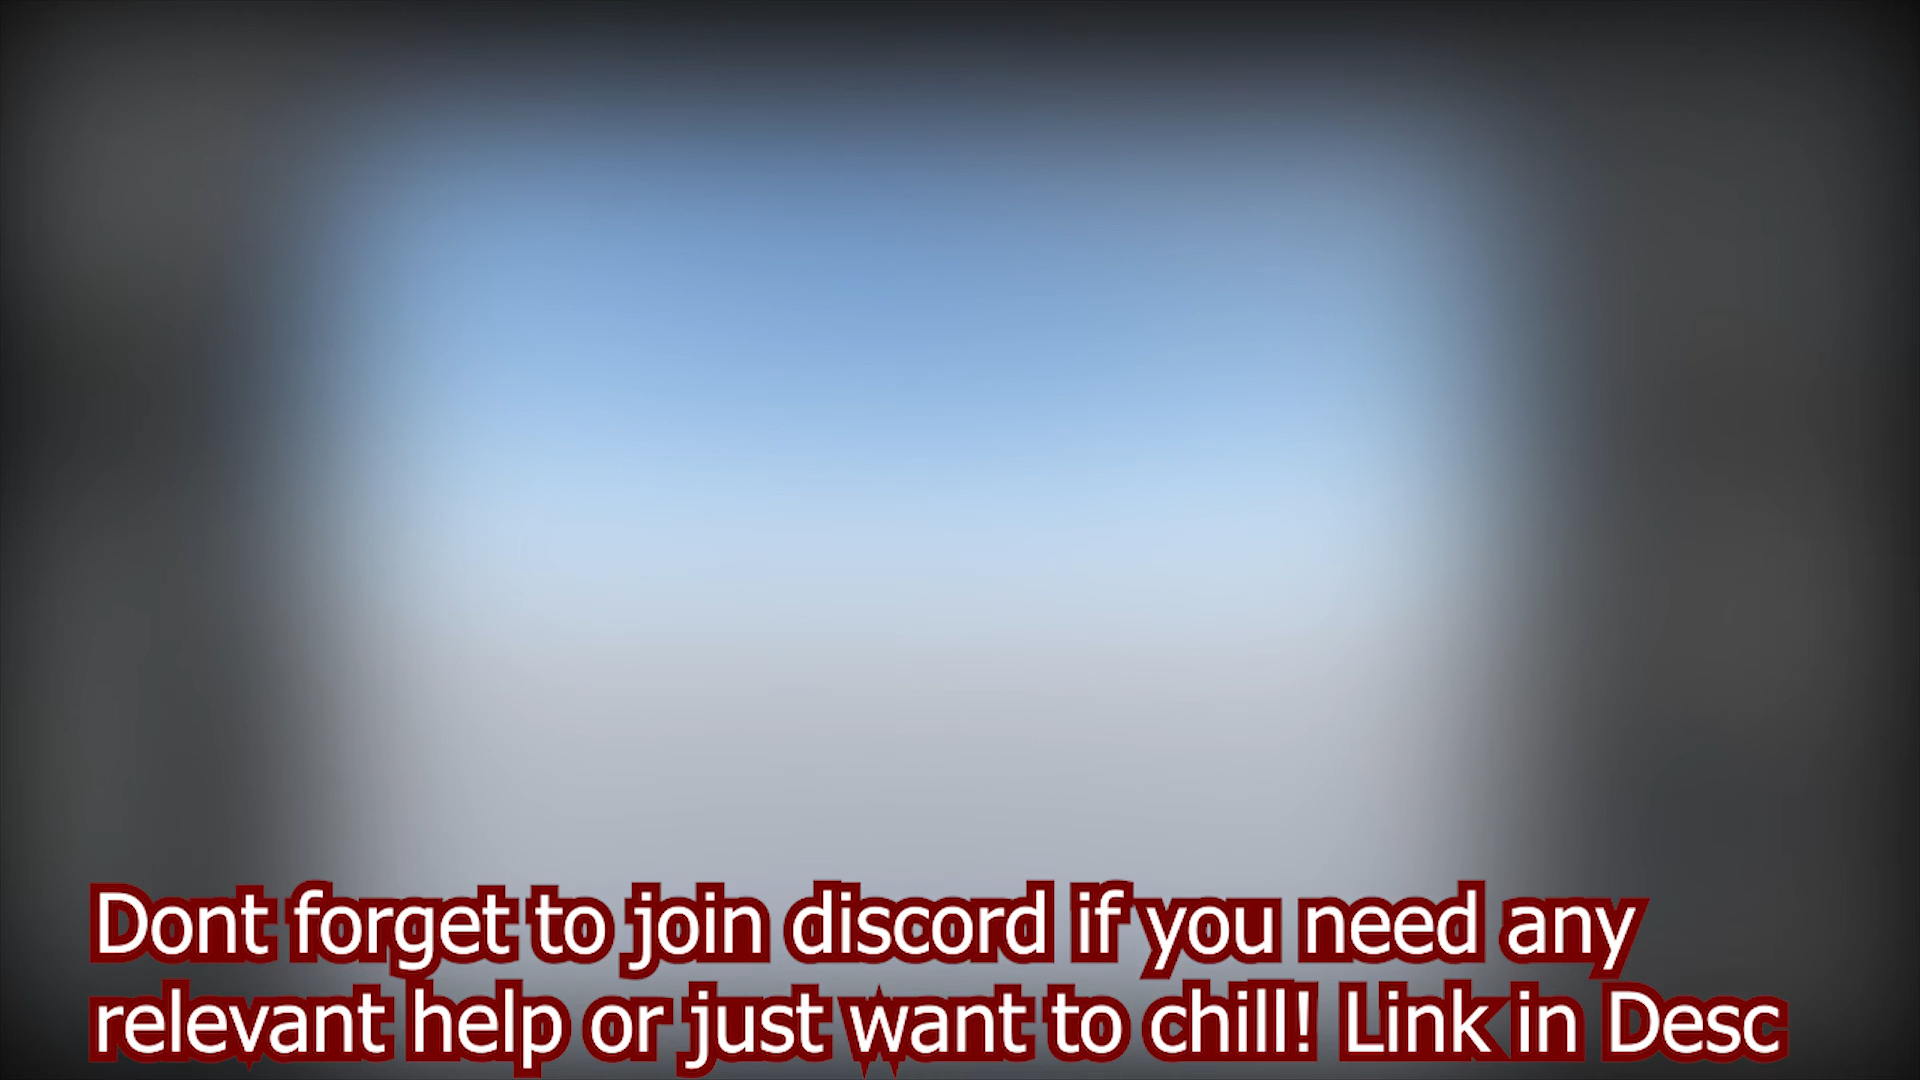 Dont forget to join discord if you need any
relevant help or just want to chill! Link in Desc